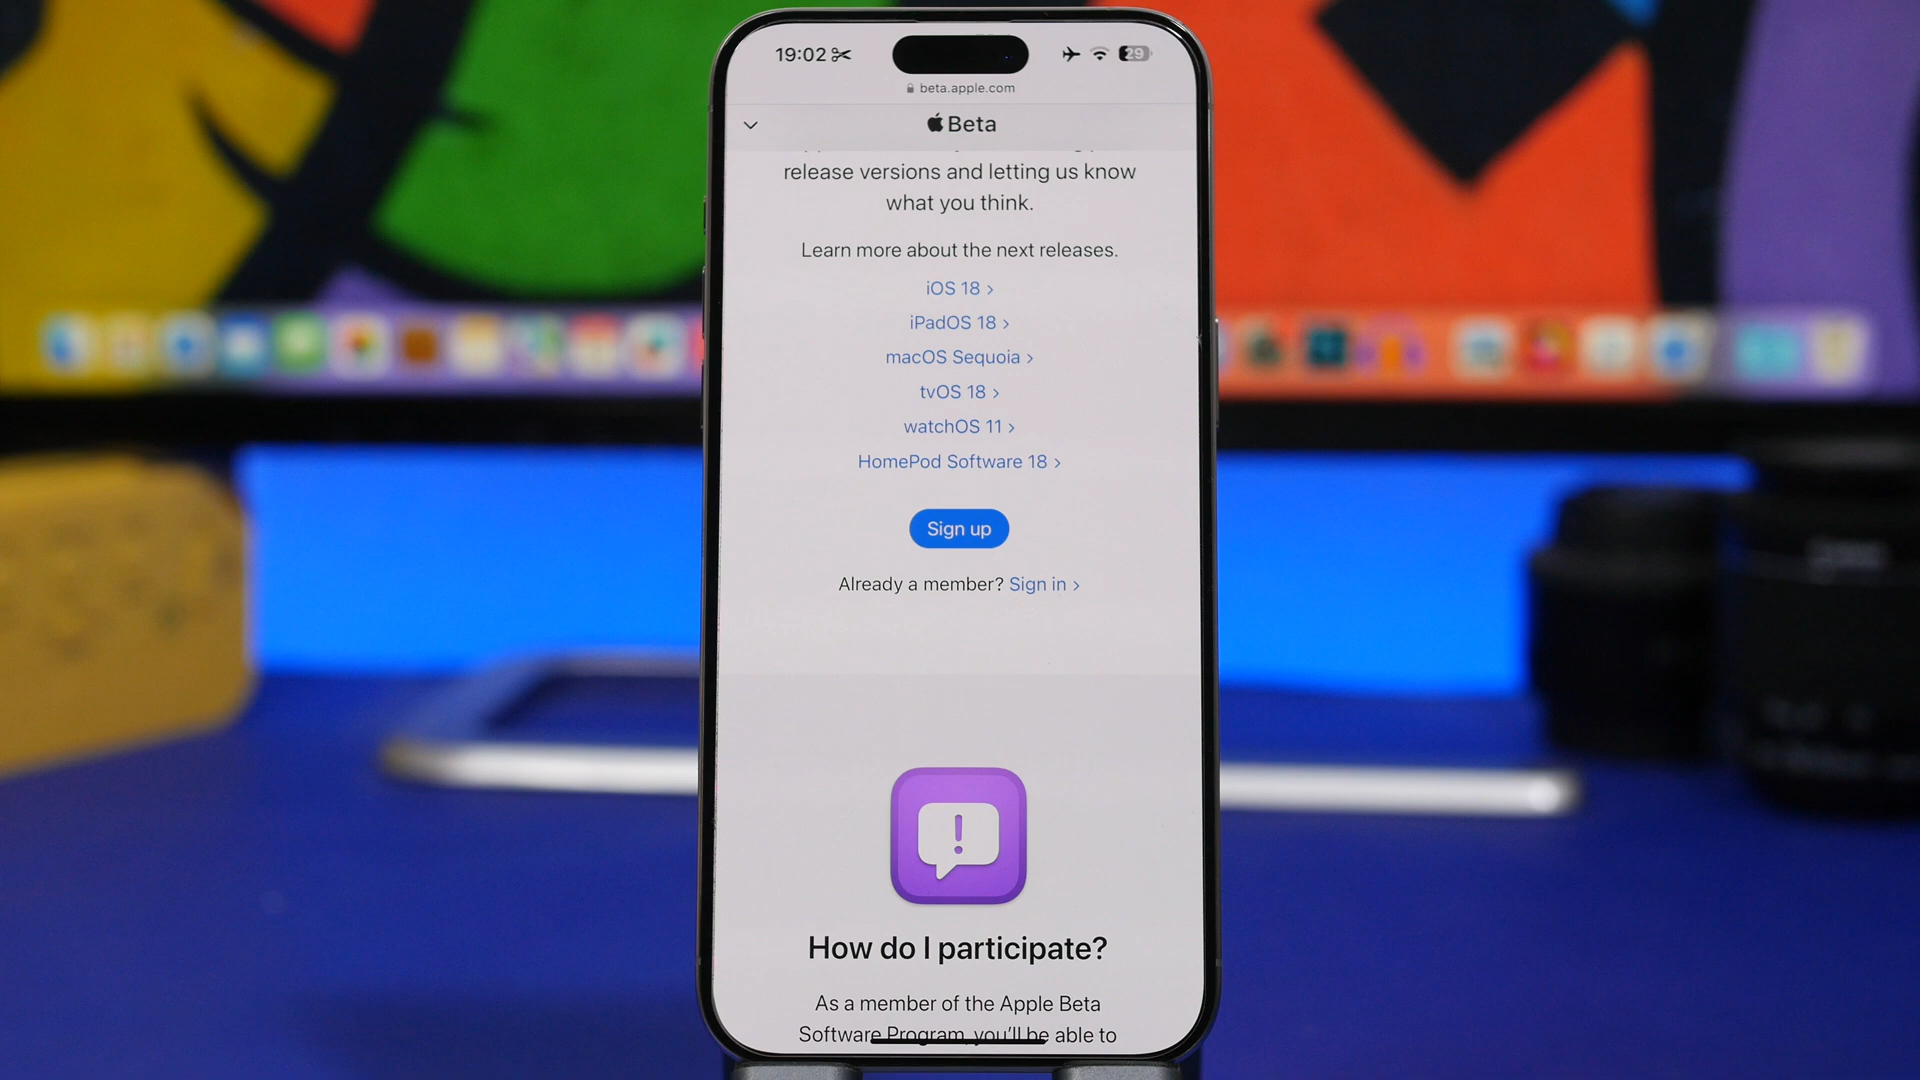 19:02
29
beta.apple.com
Beta
release versions and letting us know
what you think.
Learn more about the next releases.
iOS 18 >
iPadOS 18 >
macOS Sequoia >
tvOS 18 >
watchOS 11 >
HomePod Software 18 >
Sign up
Already a member? Sign in >
How do I participate?
As a member of the Apple Beta
Software Program, you'll be able to